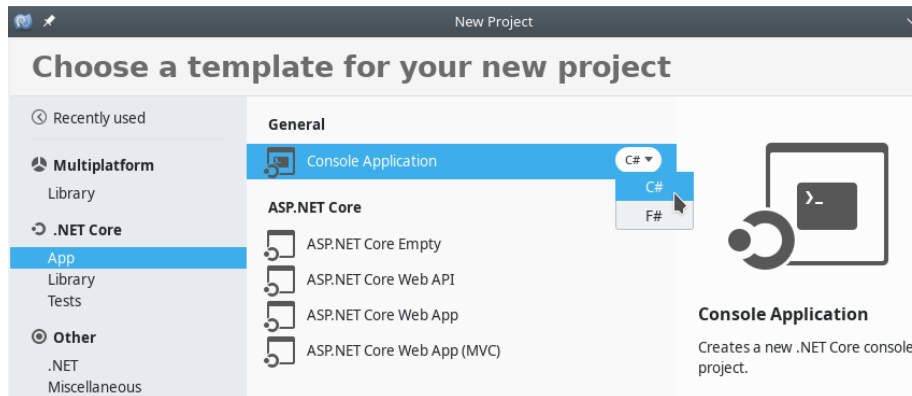 New Project
Choose a template for your new project
Recently used
Multiplatform
Library
.NET Core
App
Library
Tests
Other
.NET
Miscellaneous
General
Console Application
C#
C#
F#
ASP.NET Core
ASP.NET Core Empty
ASP.NET Core Web API
ASP.NET Core Web App
ASP.NET Core Web App (MVC)
Console Application
Creates a new .NET Core console
project.